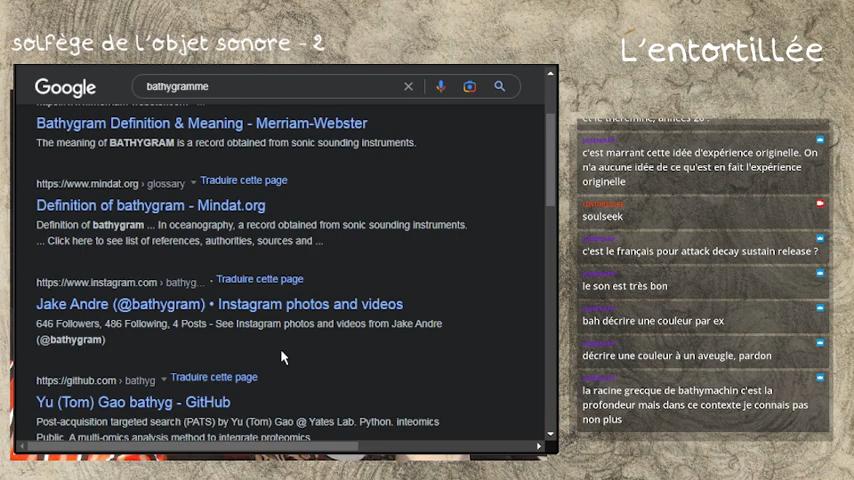 solfège de l'objet sonore - 2
L'entortillée
Google
bathygramme
Bathygram Definition & Meaning - Merriam-Webster
The meaning of BATHYGRAM is a record obtained from sonic sounding instruments.
https://www.mindat.org › glossary Traduire cette page
Definition of bathygram - Mindat.org
Definition of bathygram ... In oceanography, a record obtained from sonic sounding instruments.
... Click here to see list of references, authorities, sources and ...
https://www.instagram.com › bathyg... · Traduire cette page
Jake Andre (@bathygram) • Instagram photos and videos
646 Followers, 486 Following, 4 Posts - See Instagram photos and videos from Jake Andre
(@bathygram)
https://github.com › bathyg Traduire cette page
Yu (Tom) Gao bathyg - GitHub
Post-acquisition targeted search (PATS) by Yu (Tom) Gao @ Yates Lab. Python. inteomics
Public. A multi-omics analysis method to integrate proteomics
et le thérémine, années 20 ?
c'est marrant cette idée d'expérience originelle. On
n'a aucune idée de ce qu'est en fait l'expérience
originelle
soulseek
c'est le français pour attack decay sustain release ?
le son est très bon
bah décrire une couleur par ex
décrire une couleur à un aveugle, pardon
la racine grecque de bathymachin c'est la
profondeur mais dans ce contexte je connais pas
non plus